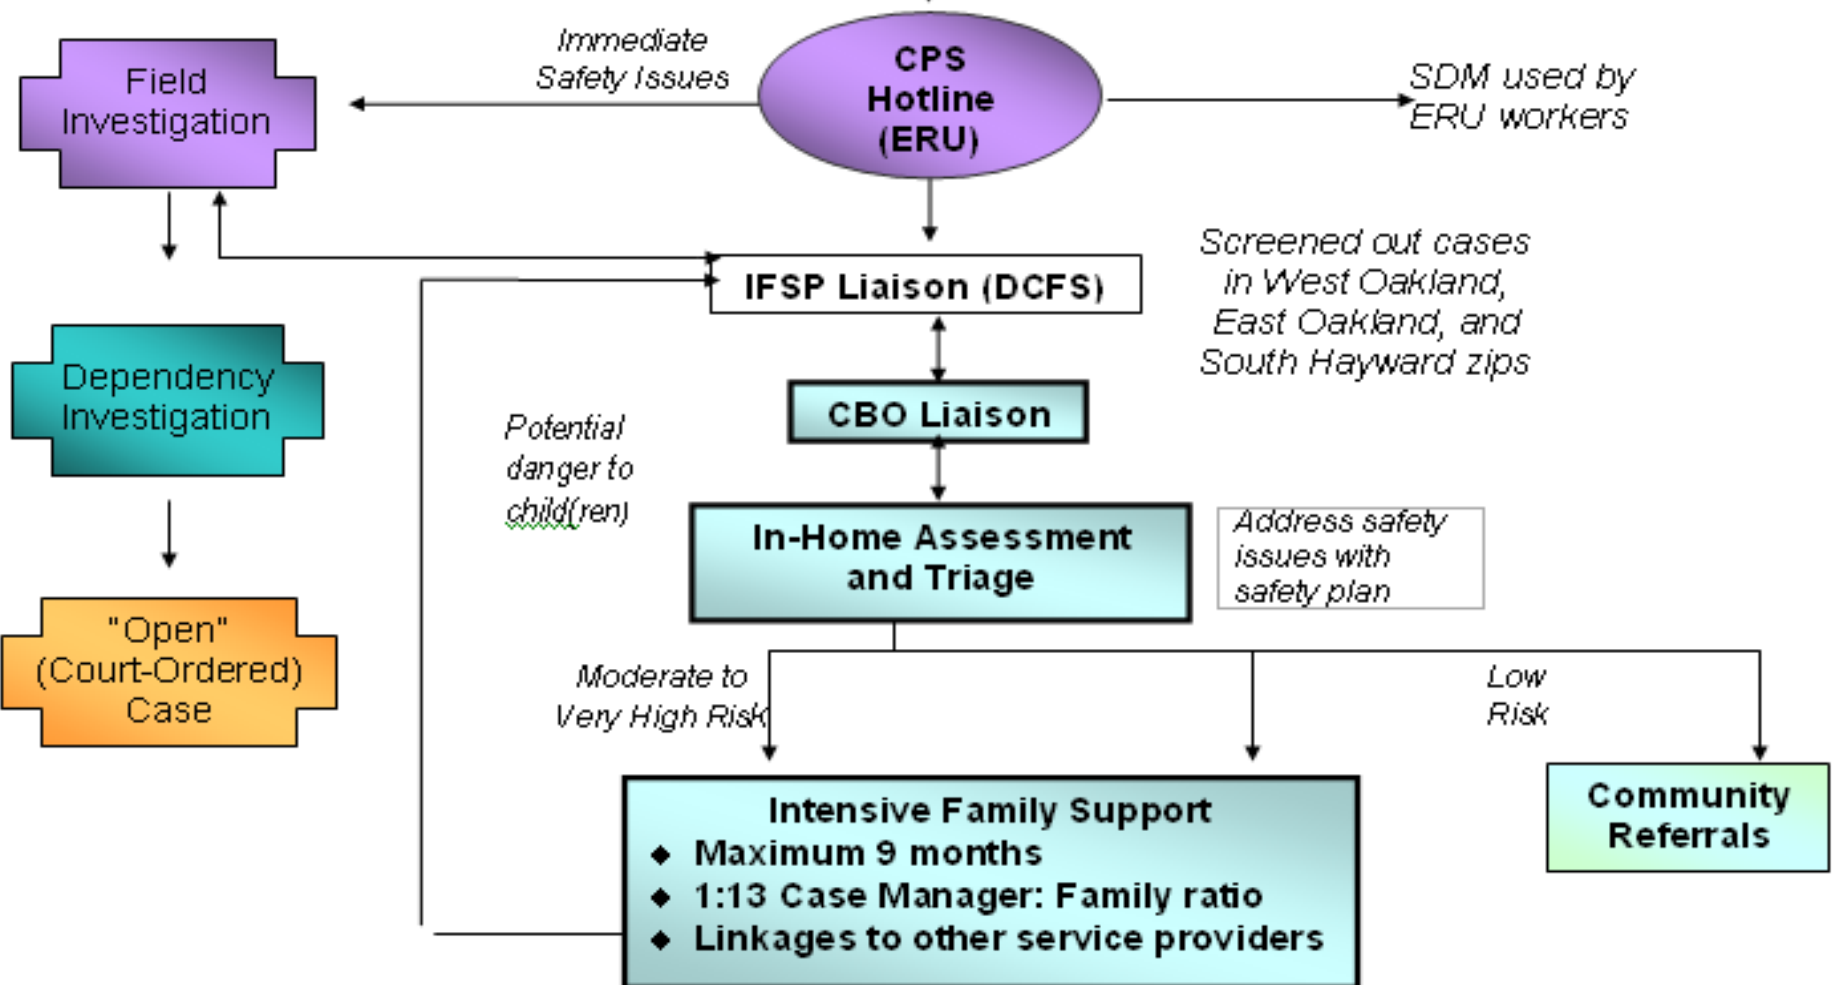 Immediate
Safety Issues
CPS
Hotline
(ERU)
Field
Investigation
SDM used by
ERU workers
IFSP Liaison (DCFS)
Screened out cases
in West Oakland,
East Oakland, and
South Hayward zips
Dependency
Investigation
CBO Liaison
Potential
danger to
child(ren)
In-Home Assessment
and Triage
Address safety
issues with
safety plan
"Open"
(Court-Ordered)
Case
Moderate to
Very High Risk
Low
Risk
Intensive Family Support
◆ Maximum 9 months
◆ 1:13 Case Manager: Family ratio
◆ Linkages to other service providers
Community
Referrals